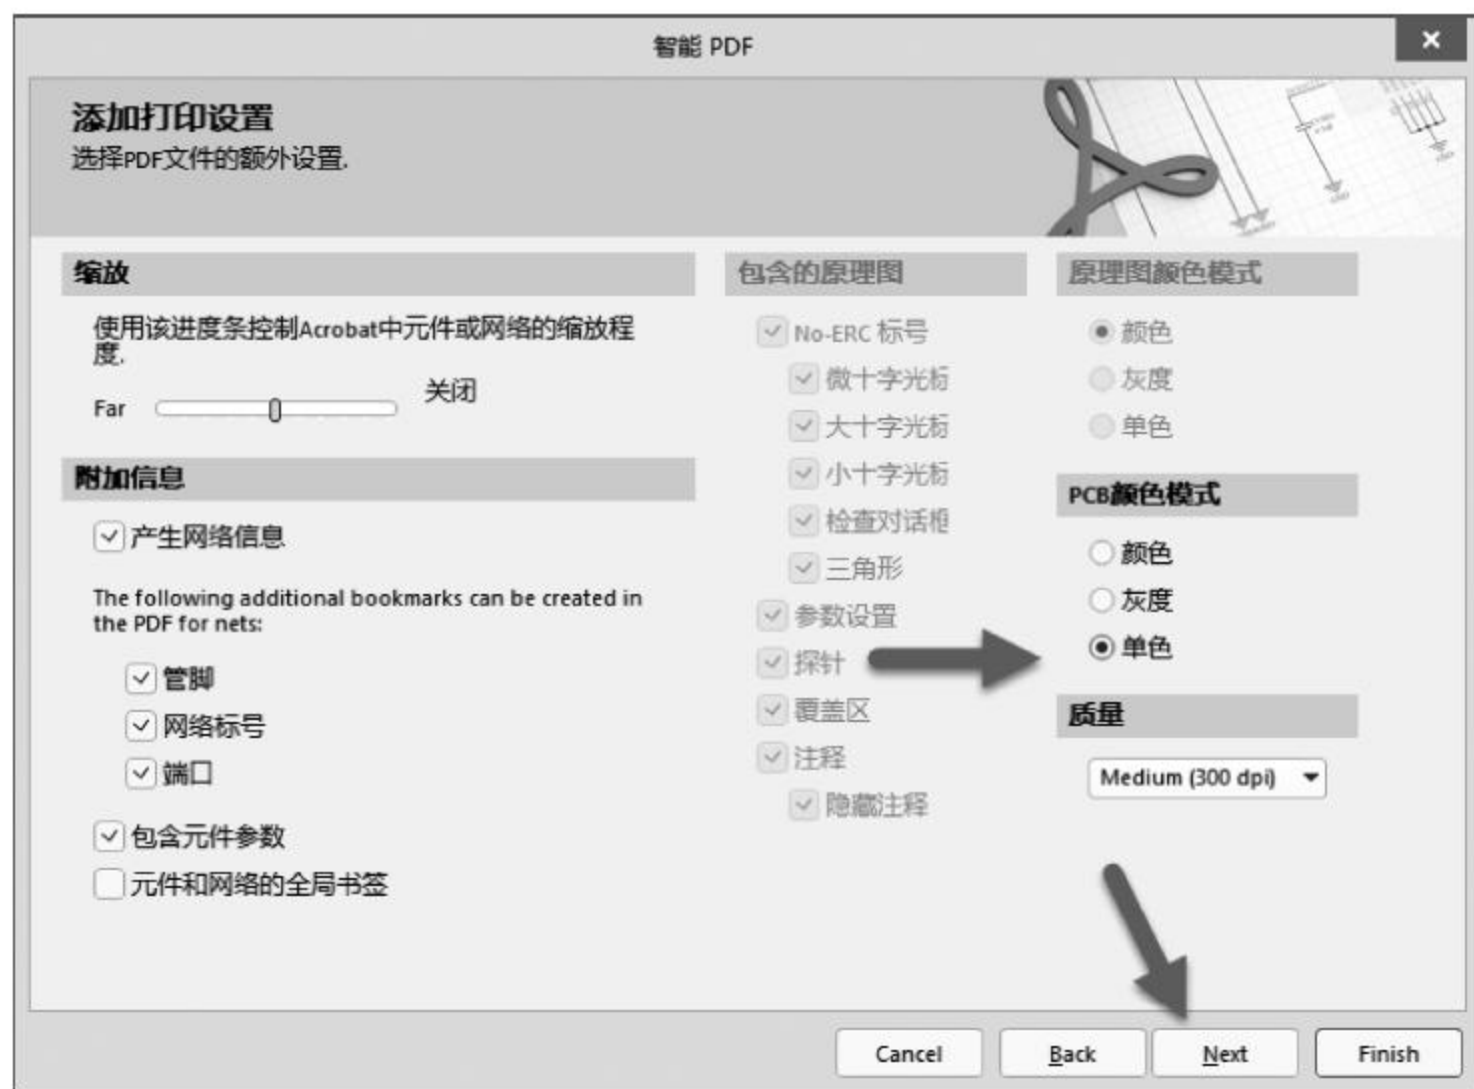 智能 PDF
添加打印设置
选择PDF文件的额外设置.
缩放
使用该进度条控制Acrobat中元件或网络的缩放程
度.
Far
关闭
附加信息
产生网络信息
The following additional bookmarks can be created in
the PDF for nets:
管脚
网络标号
端口
包含元件参数
元件和网络的全局书签
包含的原理图
No-ERC 标号
微十字光标
大十字光标
小十字光标
检查对话框
三角形
参数设置
探针
覆盖区
注释
隐藏注释
原理图颜色模式
颜色
灰度
单色
PCB颜色模式
颜色
灰度
单色
质量
Medium (300 dpi)
Cancel
Back
Next
Finish